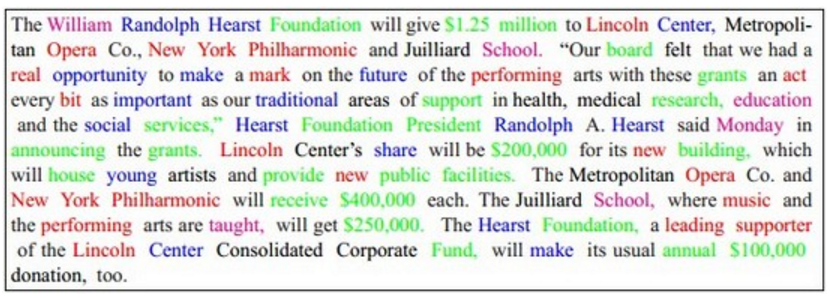 The William Randolph Hearst Foundation will give $1.25 million to Lincoln Center, Metropoli-
tan Opera Co., New York Philharmonic and Juilliard School. “Our board felt that we had a
real opportunity to make a mark on the future of the performing arts with these grants an act
every bit as important as our traditional areas of support in health, medical research, education
and the social services,” Hearst Foundation President Randolph A. Hearst said Monday in
announcing the grants. Lincoln Center’s share will be $200,000 for its new building, which
will house young artists and provide new public facilities. The Metropolitan Opera Co. and
New York Philharmonic will receive $400,000 each. The Juilliard School, where music and
the performing arts are taught, will get $250,000. The Hearst Foundation, a leading supporter
of the Lincoln Center Consolidated Corporate Fund, will make its usual annual $100,000
donation, too.